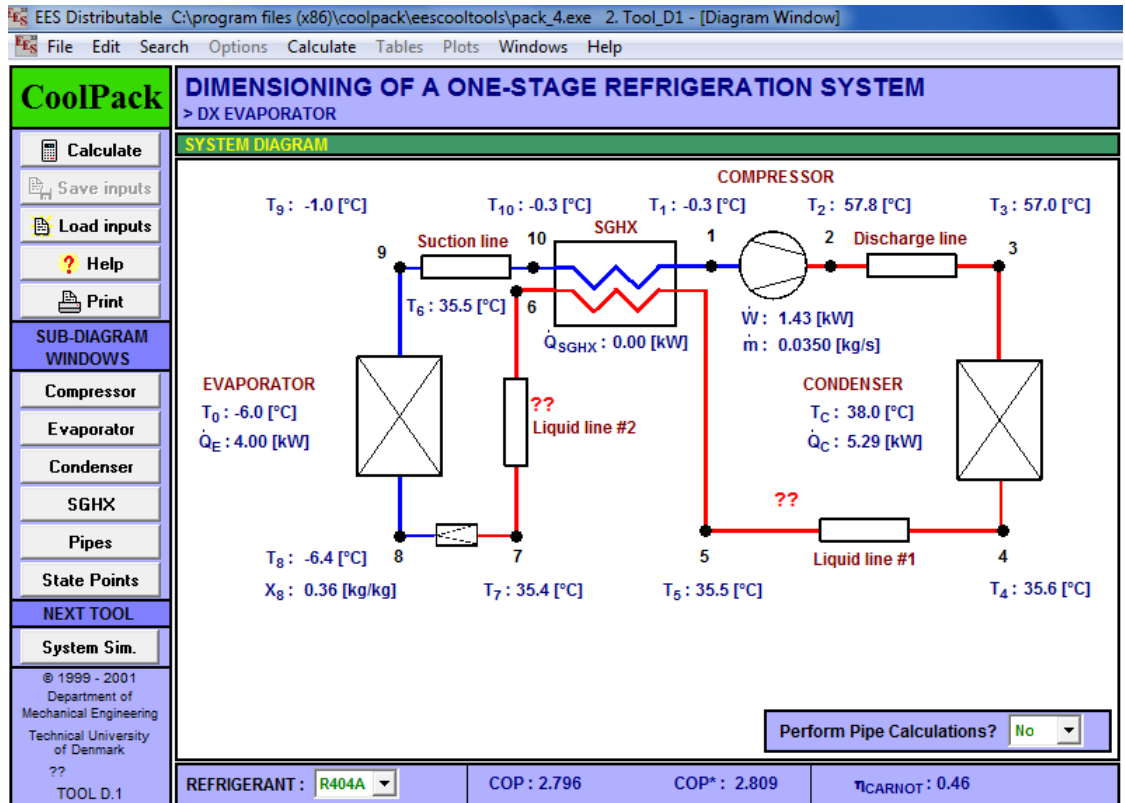 EES Distributable C:\program files (x86)\coolpack\eescooltools\pack_4.exe 2. Tool_D1 - [Diagram Window]
File Edit Search Options Calculate Tables Plots Windows Help
CoolPack
DIMENSIONING OF A ONE-STAGE REFRIGERATION SYSTEM
> DX EVAPORATOR
Calculate
Save inputs
Load inputs
Help
Print
SUB-DIAGRAM
WINDOWS
Compressor
Evaporator
Condenser
SGHX
Pipes
State Points
NEXT TOOL
System Sim.
© 1999 - 2001
Department of
Mechanical Engineering
Technical University
of Denmark
??
TOOL D.1
SYSTEM DIAGRAM
COMPRESSOR
T9 : -1.0 [°C] T10 : -0.3 [°C] T1 : -0.3 [°C] T2 : 57.8 [°C] T3 : 57.0 [°C]
9 Suction line 10 SGHX 1 2 Discharge line 3
T6 : 35.5 [°C] 6
Q̇SGHX : 0.00 [kW]
Ẇ : 1.43 [kW]
ṁ : 0.0350 [kg/s]
EVAPORATOR
T0 : -6.0 [°C]
Q̇E : 4.00 [kW]
??
Liquid line #2
CONDENSER
TC : 38.0 [°C]
Q̇C : 5.29 [kW]
??
Liquid line #1
8 7 5 4
T8 : -6.4 [°C]
X8 : 0.36 [kg/kg]
T7 : 35.4 [°C] T5 : 35.5 [°C] T4 : 35.6 [°C]
Perform Pipe Calculations? No
REFRIGERANT : R404A COP : 2.796 COP* : 2.809 ηCARNOT : 0.46